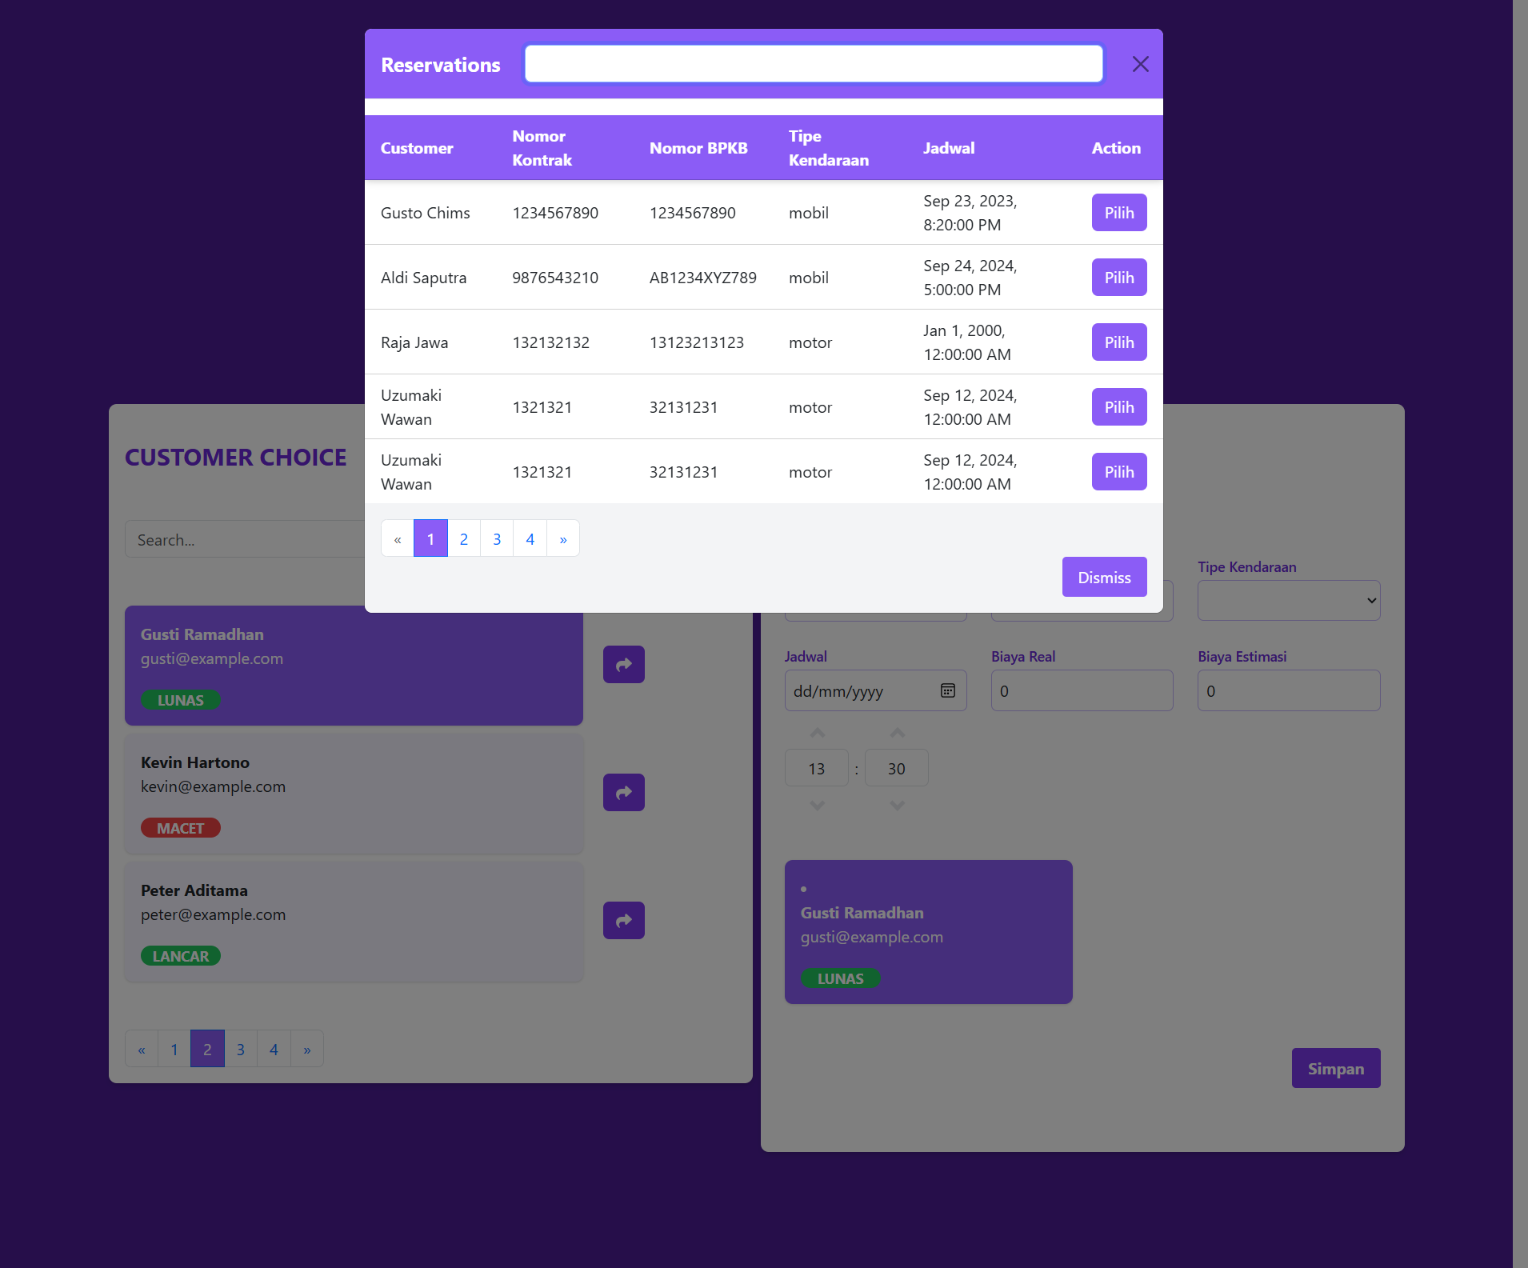 Reservations
Customer
Nomor
Kontrak
Nomor BPKB
Tipe
Kendaraan
Jadwal
Action
Gusto Chims
1234567890
1234567890
mobil
Sep 23, 2023,
8:20:00 PM
Pilih
Aldi Saputra
9876543210
AB1234XYZ789
mobil
Sep 24, 2024,
5:00:00 PM
Pilih
Raja Jawa
132132132
13123213123
motor
Jan 1, 2000,
12:00:00 AM
Pilih
Uzumaki
Wawan
1321321
32131231
motor
Sep 12, 2024,
12:00:00 AM
Pilih
Uzumaki
Wawan
1321321
32131231
motor
Sep 12, 2024,
12:00:00 AM
Pilih
« 1 2 3 4 »
Dismiss
CUSTOMER CHOICE
Search...
Gusti Ramadhan
gusti@example.com
LUNAS
Kevin Hartono
kevin@example.com
MACET
Peter Aditama
peter@example.com
LANCAR
« 1 2 3 4 »
Tipe Kendaraan
Jadwal
dd/mm/yyyy
Biaya Real
0
Biaya Estimasi
0
13 : 30
Gusti Ramadhan
gusti@example.com
LUNAS
Simpan